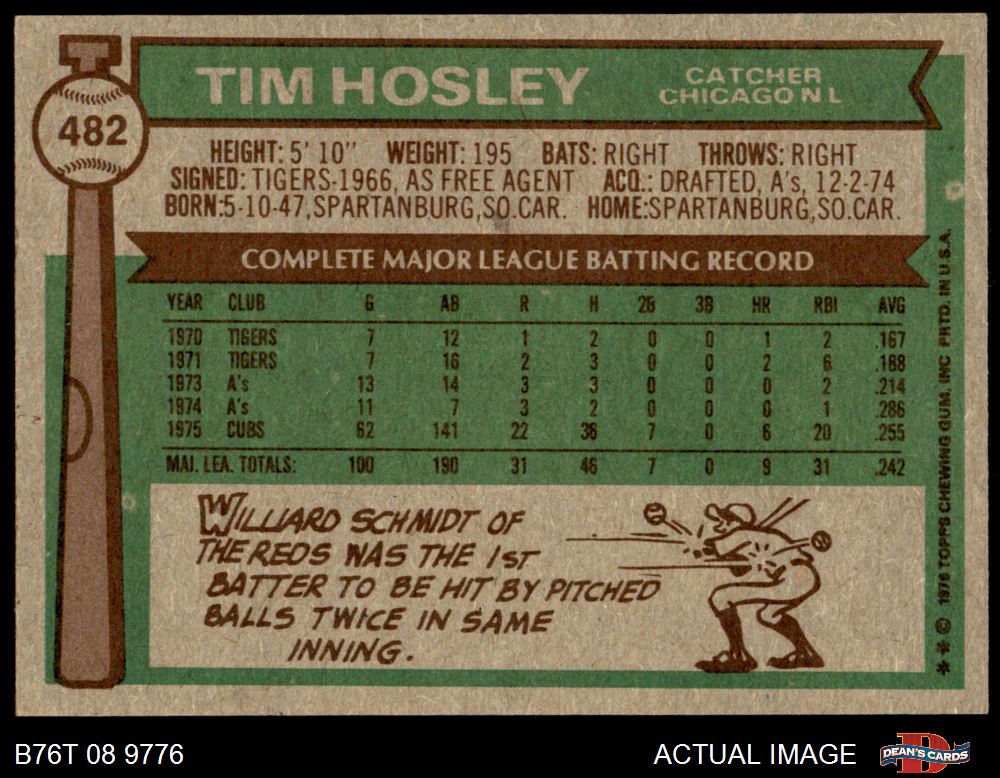 482
TIM HOSLEY
CATCHER
CHICAGO N L
HEIGHT: 5' 10" WEIGHT: 195 BATS: RIGHT THROWS: RIGHT
SIGNED: TIGERS-1966, AS FREE AGENT ACQ.: DRAFTED, A's, 12-2-74
BORN:5-10-47,SPARTANBURG,SO.CAR. HOME:SPARTANBURG,SO.CAR.
COMPLETE MAJOR LEAGUE BATTING RECORD
YEAR CLUB G AB R H 2B 3B HR RBI AVG
1970 TIGERS 7 12 1 2 0 0 1 2 .167
1971 TIGERS 7 16 2 3 0 0 2 6 .188
1973 A's 13 14 3 3 0 0 0 2 .214
1974 A's 11 7 3 2 0 0 0 1 .286
1975 CUBS 62 141 22 36 7 0 6 20 .255
MAJ. LEA. TOTALS: 100 190 31 46 7 0 9 31 .242
WILLIARD SCHMIDT OF
THE REDS WAS THE 1ST
BATTER TO BE HIT BY PITCHED
BALLS TWICE IN SAME
INNING.
** © 1976 TOPPS CHEWING GUM, INC PRTD. IN U.S.A.
B76T 08 9776
ACTUAL IMAGE
D
DEAN'S CARDS